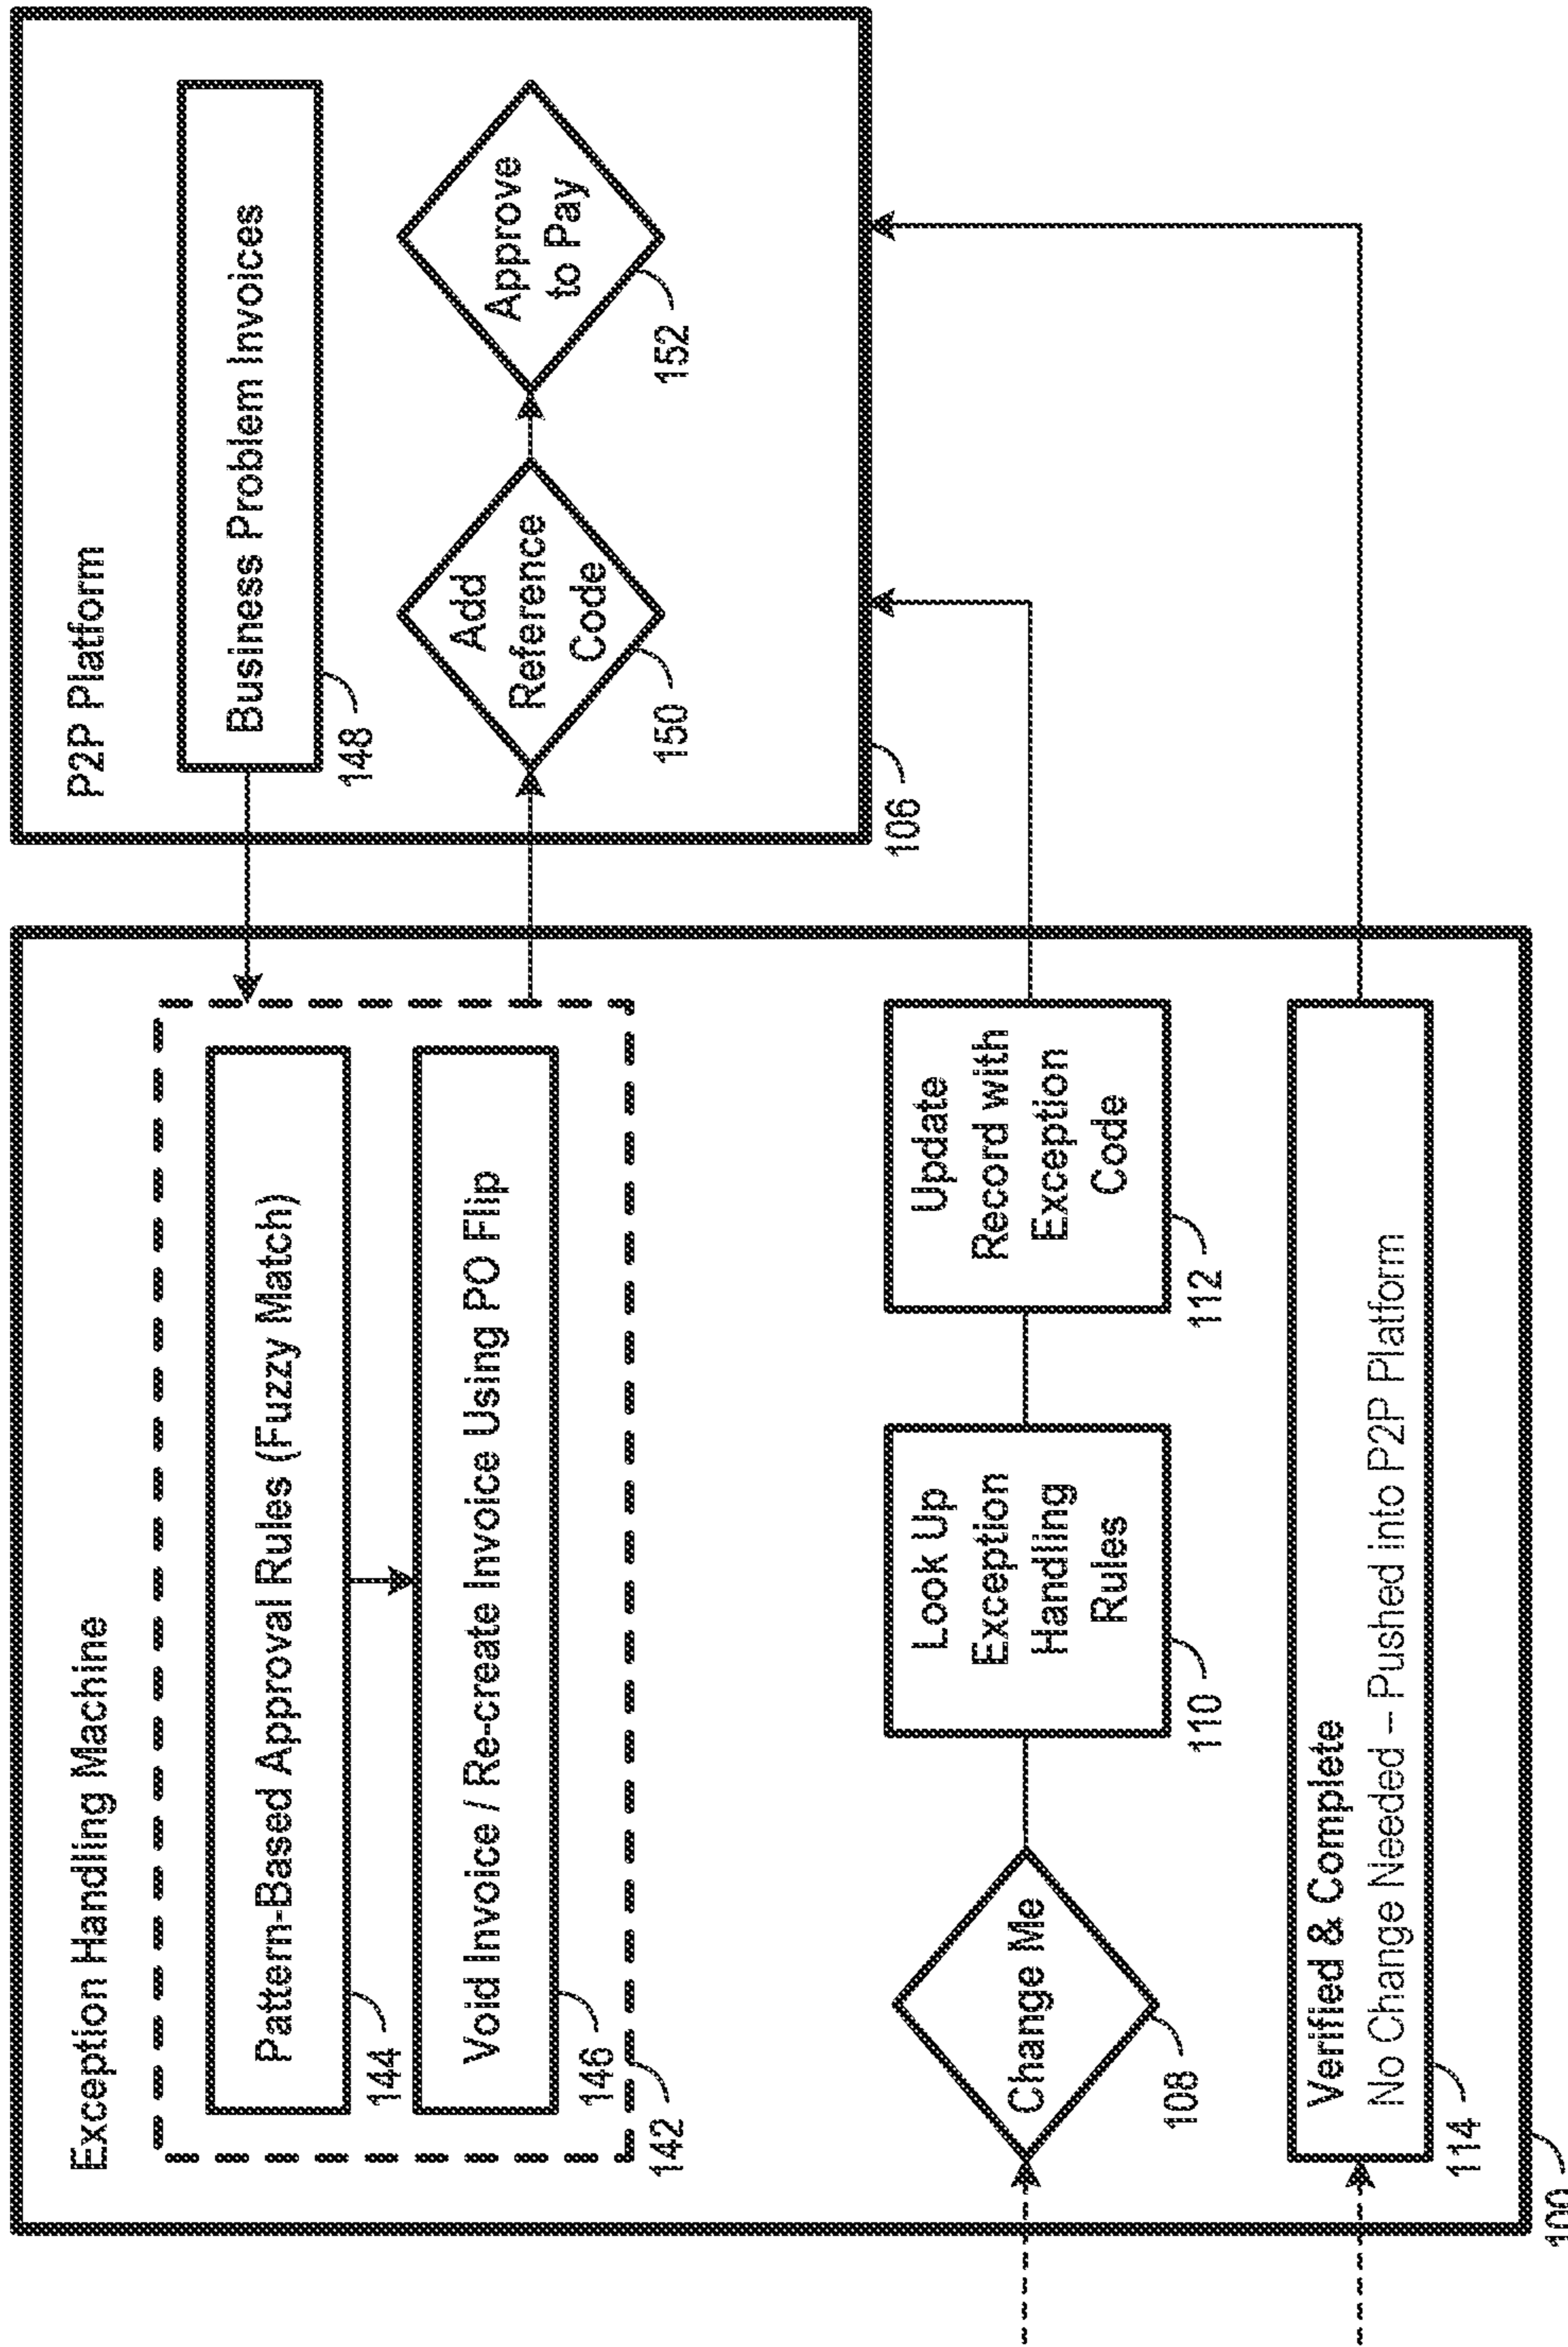 Exception Handling Machine
Pattern-Based Approval Rules (Fuzzy Match)
144
Void Invoice / Re-create Invoice Using PO Flip
146
142
Change Me
108
Look Up
Exception
Handling
Rules
110
Update
Record with
Exception
Code
112
Verified & Complete
No Change Needed – Pushed into P2P Platform
114
100
P2P Platform
Business Problem Invoices
148
Add
Reference
Code
150
Approve
to Pay
152
106